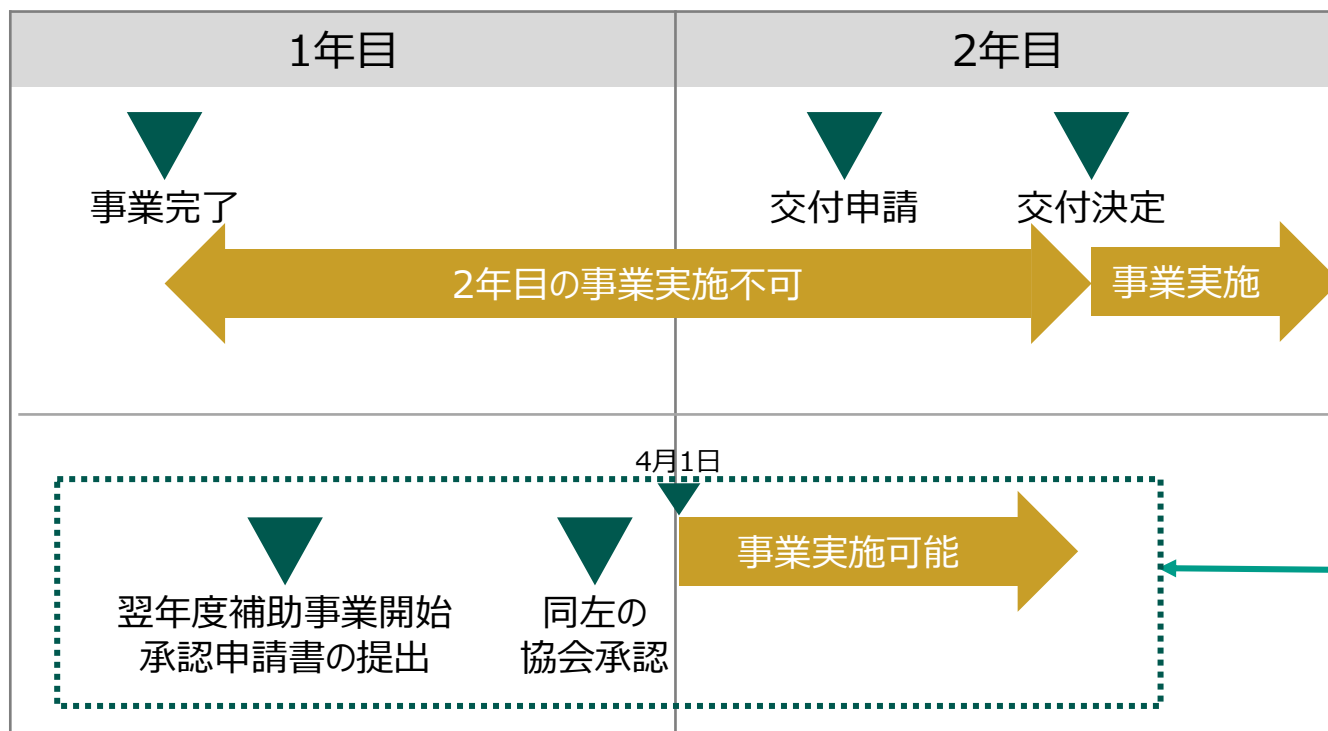 1年目
2年目
事業完了
交付申請
交付決定
2年目の事業実施不可
事業実施
4月1日
事業実施可能
翌年度補助事業開始
承認申請書の提出
同左の
協会承認